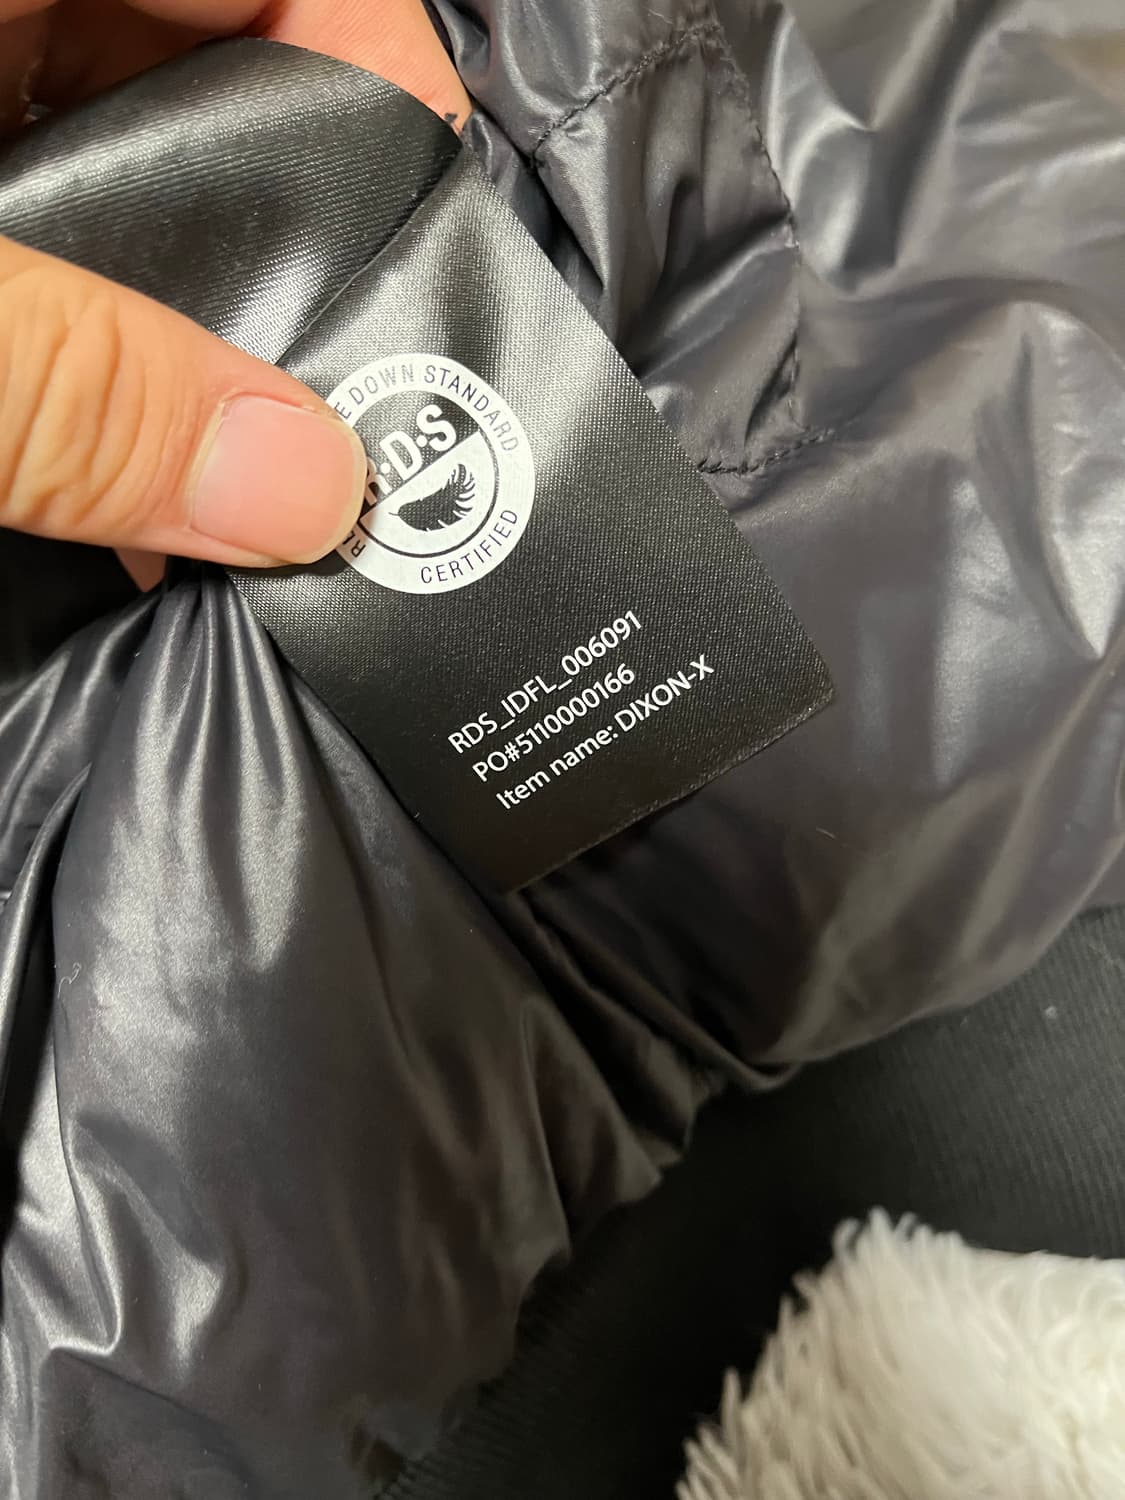 DOWN STANDARD
R·D·S
CERTIFIED
RDS_IDFL_006091
PO#5110000166
Item name: DIXON-X